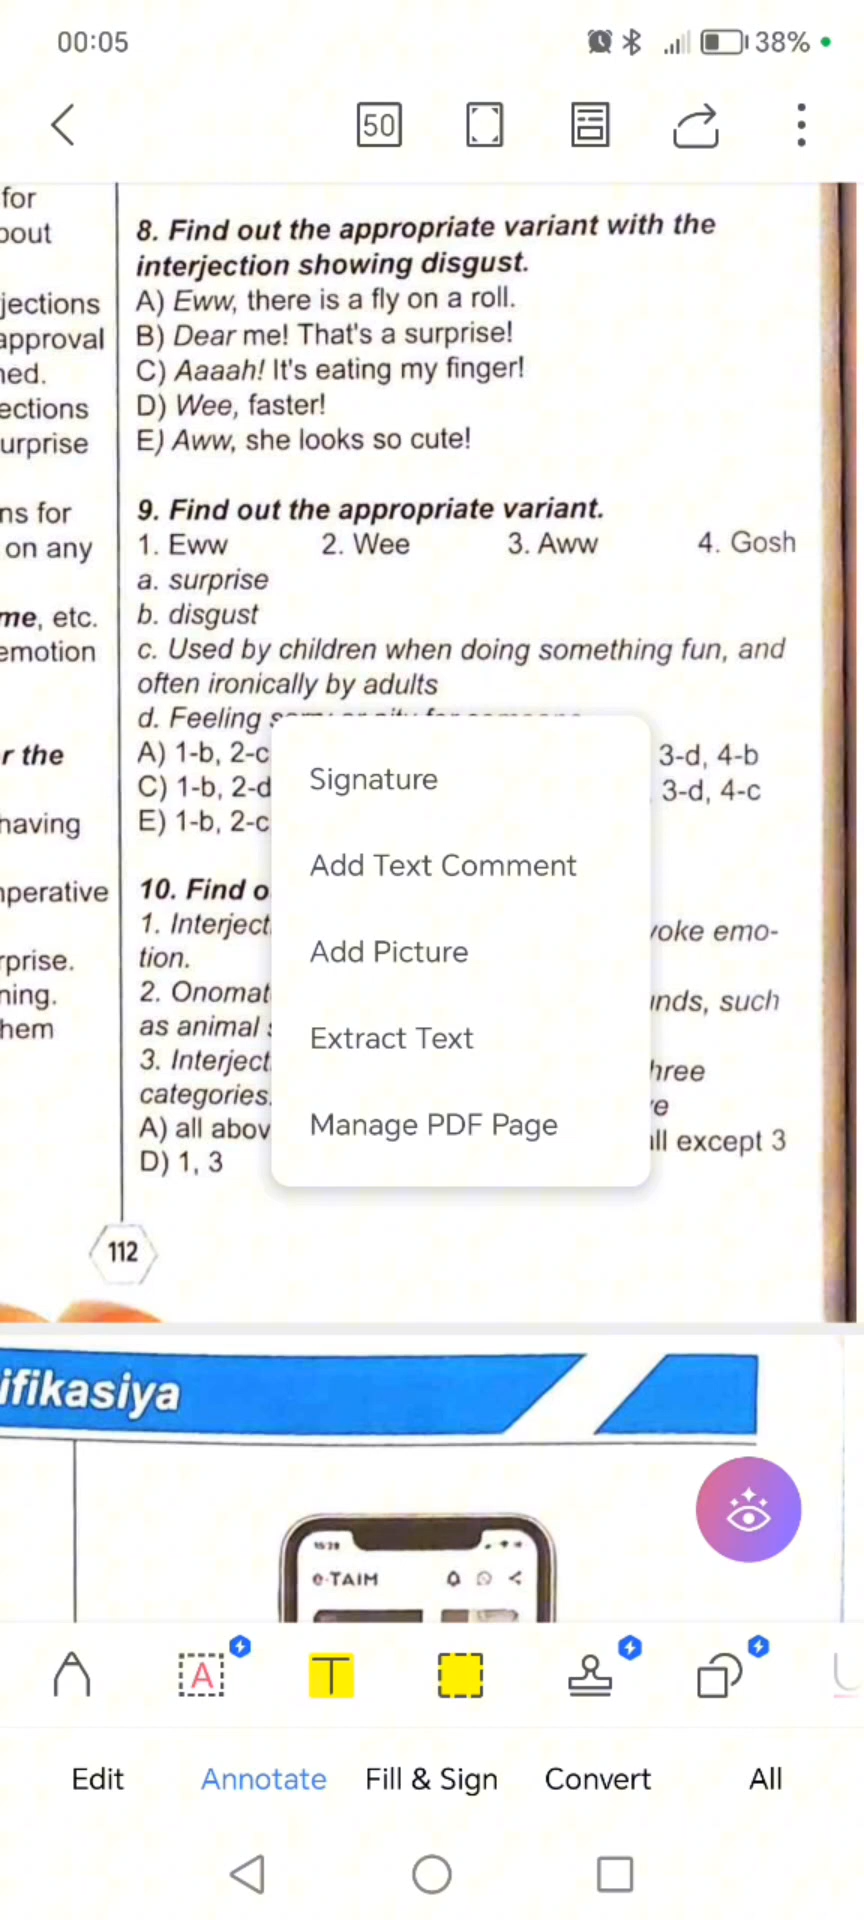 00:05
38%
50
for
8. Find out the appropriate variant with the
interjection showing disgust.
jections
A) Eww, there is a fly on a roll.
approval
B) Dear me! That's a surprise!
C) Aaaah! It's eating my finger!
ections
D) Wee, faster!
urprise
E) Aww, she looks so cute!
ns for
9. Find out the appropriate variant.
on any
1. Eww 2. Wee 3. Aww 4. Gosh
a. surprise
me, etc.
b. disgust
emotion
c. Used by children when doing something fun, and
often ironically by adults
d. Feeling
r the
A) 1-b, 2-c 3-d, 4-b
C) 1-b, 2-d 3-d, 4-c
having
E) 1-b, 2-c
Signature
Add Text Comment
Add Picture
Extract Text
Manage PDF Page
perative
10. Find o
1. Interject voke emo-
rprise.
tion.
ning.
2. Onomat nds, such
hem
as animal
3. Interject hree
categories.
A) all abov all except 3
D) 1, 3
112
ifikasiya
15:28
e-TAIM
A
T
Edit Annotate Fill & Sign Convert All